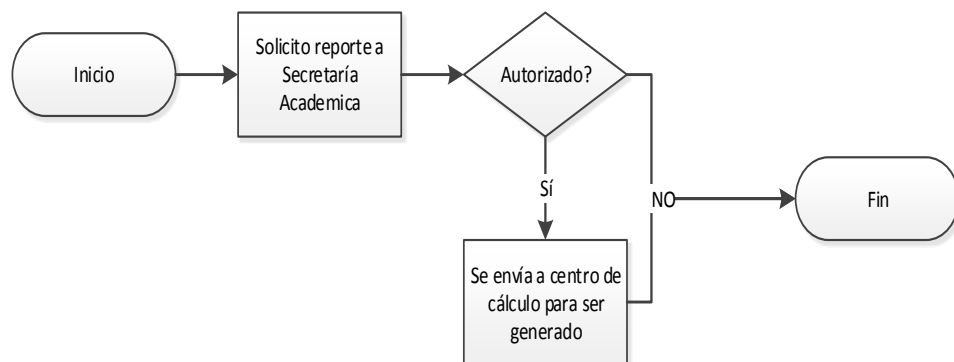 Inicio
Solicito reporte a
Secretaría
Academica
Autorizado?
Sí
NO
Se envía a centro de
cálculo para ser
generado
Fin